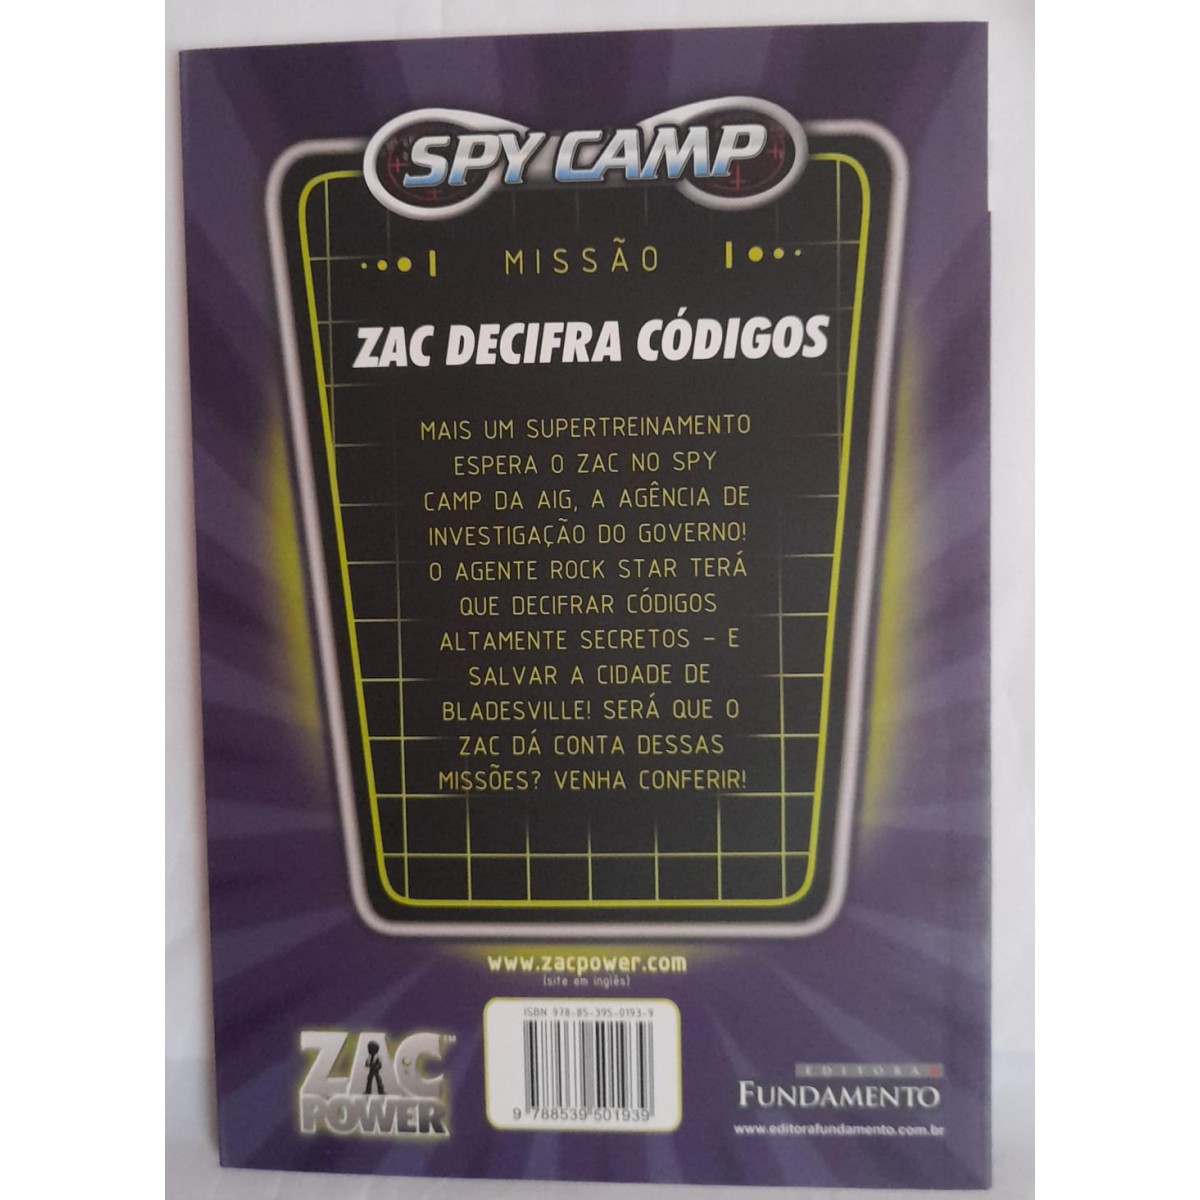 SPY CAMP
MISSÃO
ZAC DECIFRA CÓDIGOS
MAIS UM SUPERTREINAMENTO
ESPERA O ZAC NO SPY
CAMP DA AIG, A AGÊNCIA DE
INVESTIGAÇÃO DO GOVERNO!
O AGENTE ROCK STAR TERÁ
QUE DECIFRAR CÓDIGOS
ALTAMENTE SECRETOS – E
SALVAR A CIDADE DE
BLADESVILLE! SERÁ QUE O
ZAC DÁ CONTA DESSAS
MISSÕES? VENHA CONFERIR!
www.zacpower.com
(site em inglês)
ISBN 978-85-395-0193-9
9 788539 501939
ZAC™
POWER
EDITORA
FUNDAMENTO
www.editorafundamento.com.br